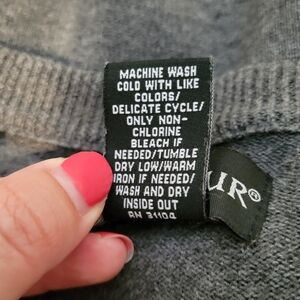 MACHINE WASH
COLD WITH LIKE
COLORS/
DELICATE CYCLE/
ONLY NON-
CHLORINE
BLEACH IF
NEEDED/TUMBLE
DRY LOW/WARM
IRON IF NEEDED/
WASH AND DRY
INSIDE OUT
RN 31104
UR®